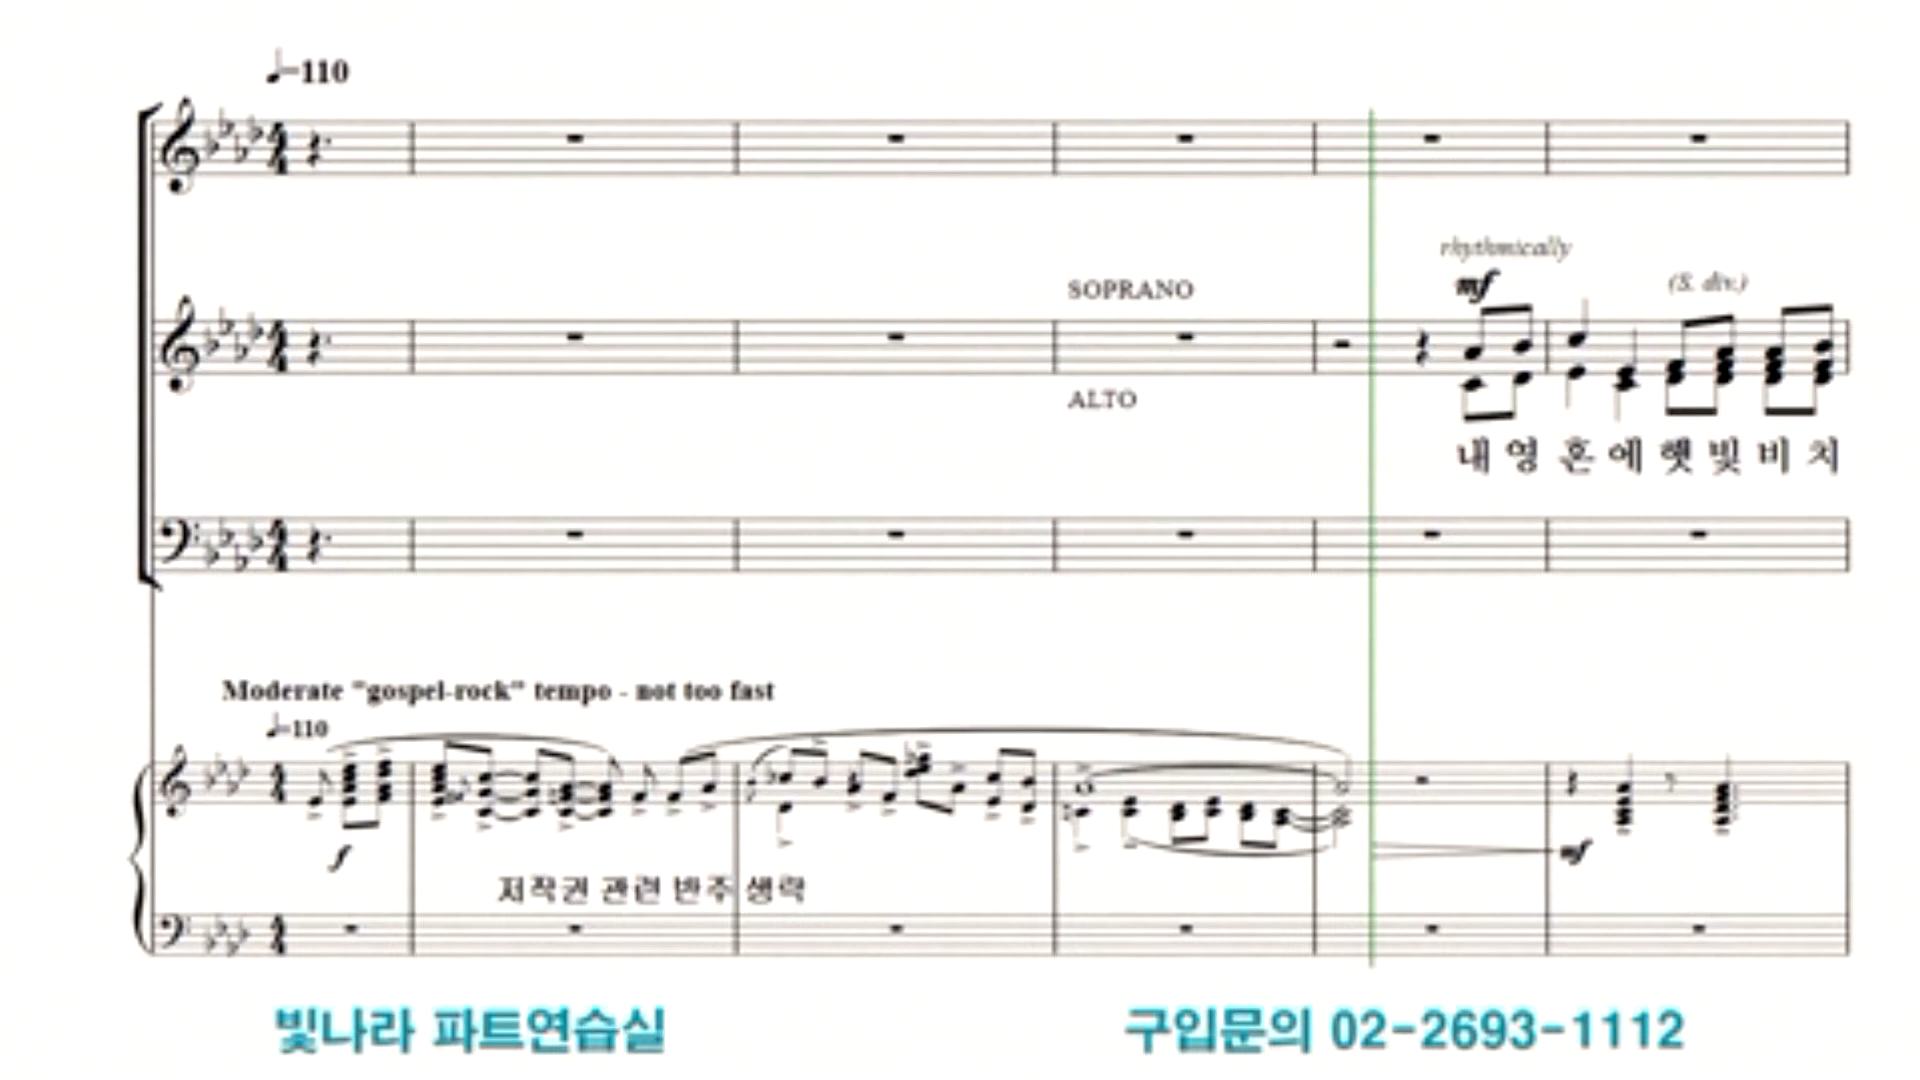 ♩=110
rhythmically
mf
SOPRANO
(S. div.)
ALTO
내 영 혼 에 햇 빛 비 치
Moderate "gospel-rock" tempo - not too fast
♩=110
f
mf
저작권 관련 반주 생략
빛나라 파트연습실
구입문의 02-2693-1112